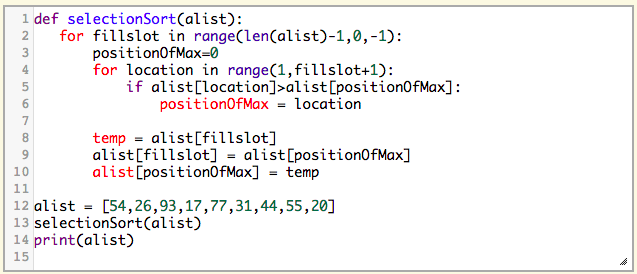 1 def selectionSort(alist):
2    for fillslot in range(len(alist)-1,0,-1):
3        positionOfMax=0
4        for location in range(1,fillslot+1):
5            if alist[location]>alist[positionOfMax]:
6                positionOfMax = location
7
8        temp = alist[fillslot]
9        alist[fillslot] = alist[positionOfMax]
10        alist[positionOfMax] = temp
11
12 alist = [54,26,93,17,77,31,44,55,20]
13 selectionSort(alist)
14 print(alist)
15